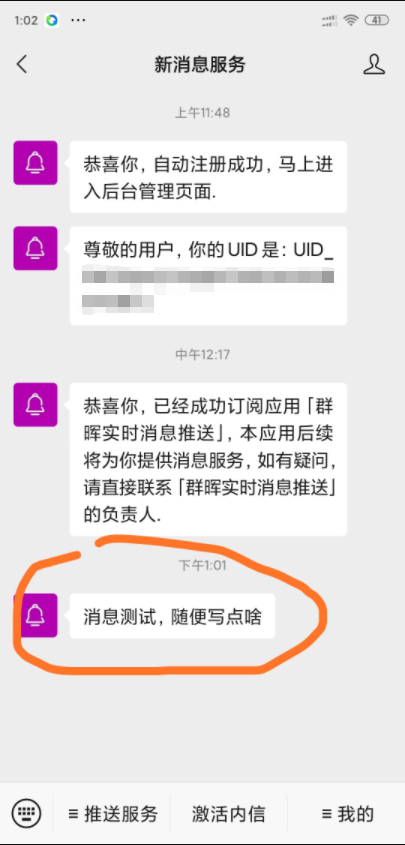 1:02
41
新消息服务
上午11:48
恭喜你，自动注册成功，马上进
入后台管理页面.
尊敬的用户，你的UID是：UID_
中午12:17
恭喜你，已经成功订阅应用「群
晖实时消息推送」，本应用后续
将为你提供消息服务，如有疑问，
请直接联系「群晖实时消息推送」
的负责人.
下午1:01
消息测试，随便写点啥
推送服务 激活内信 我的